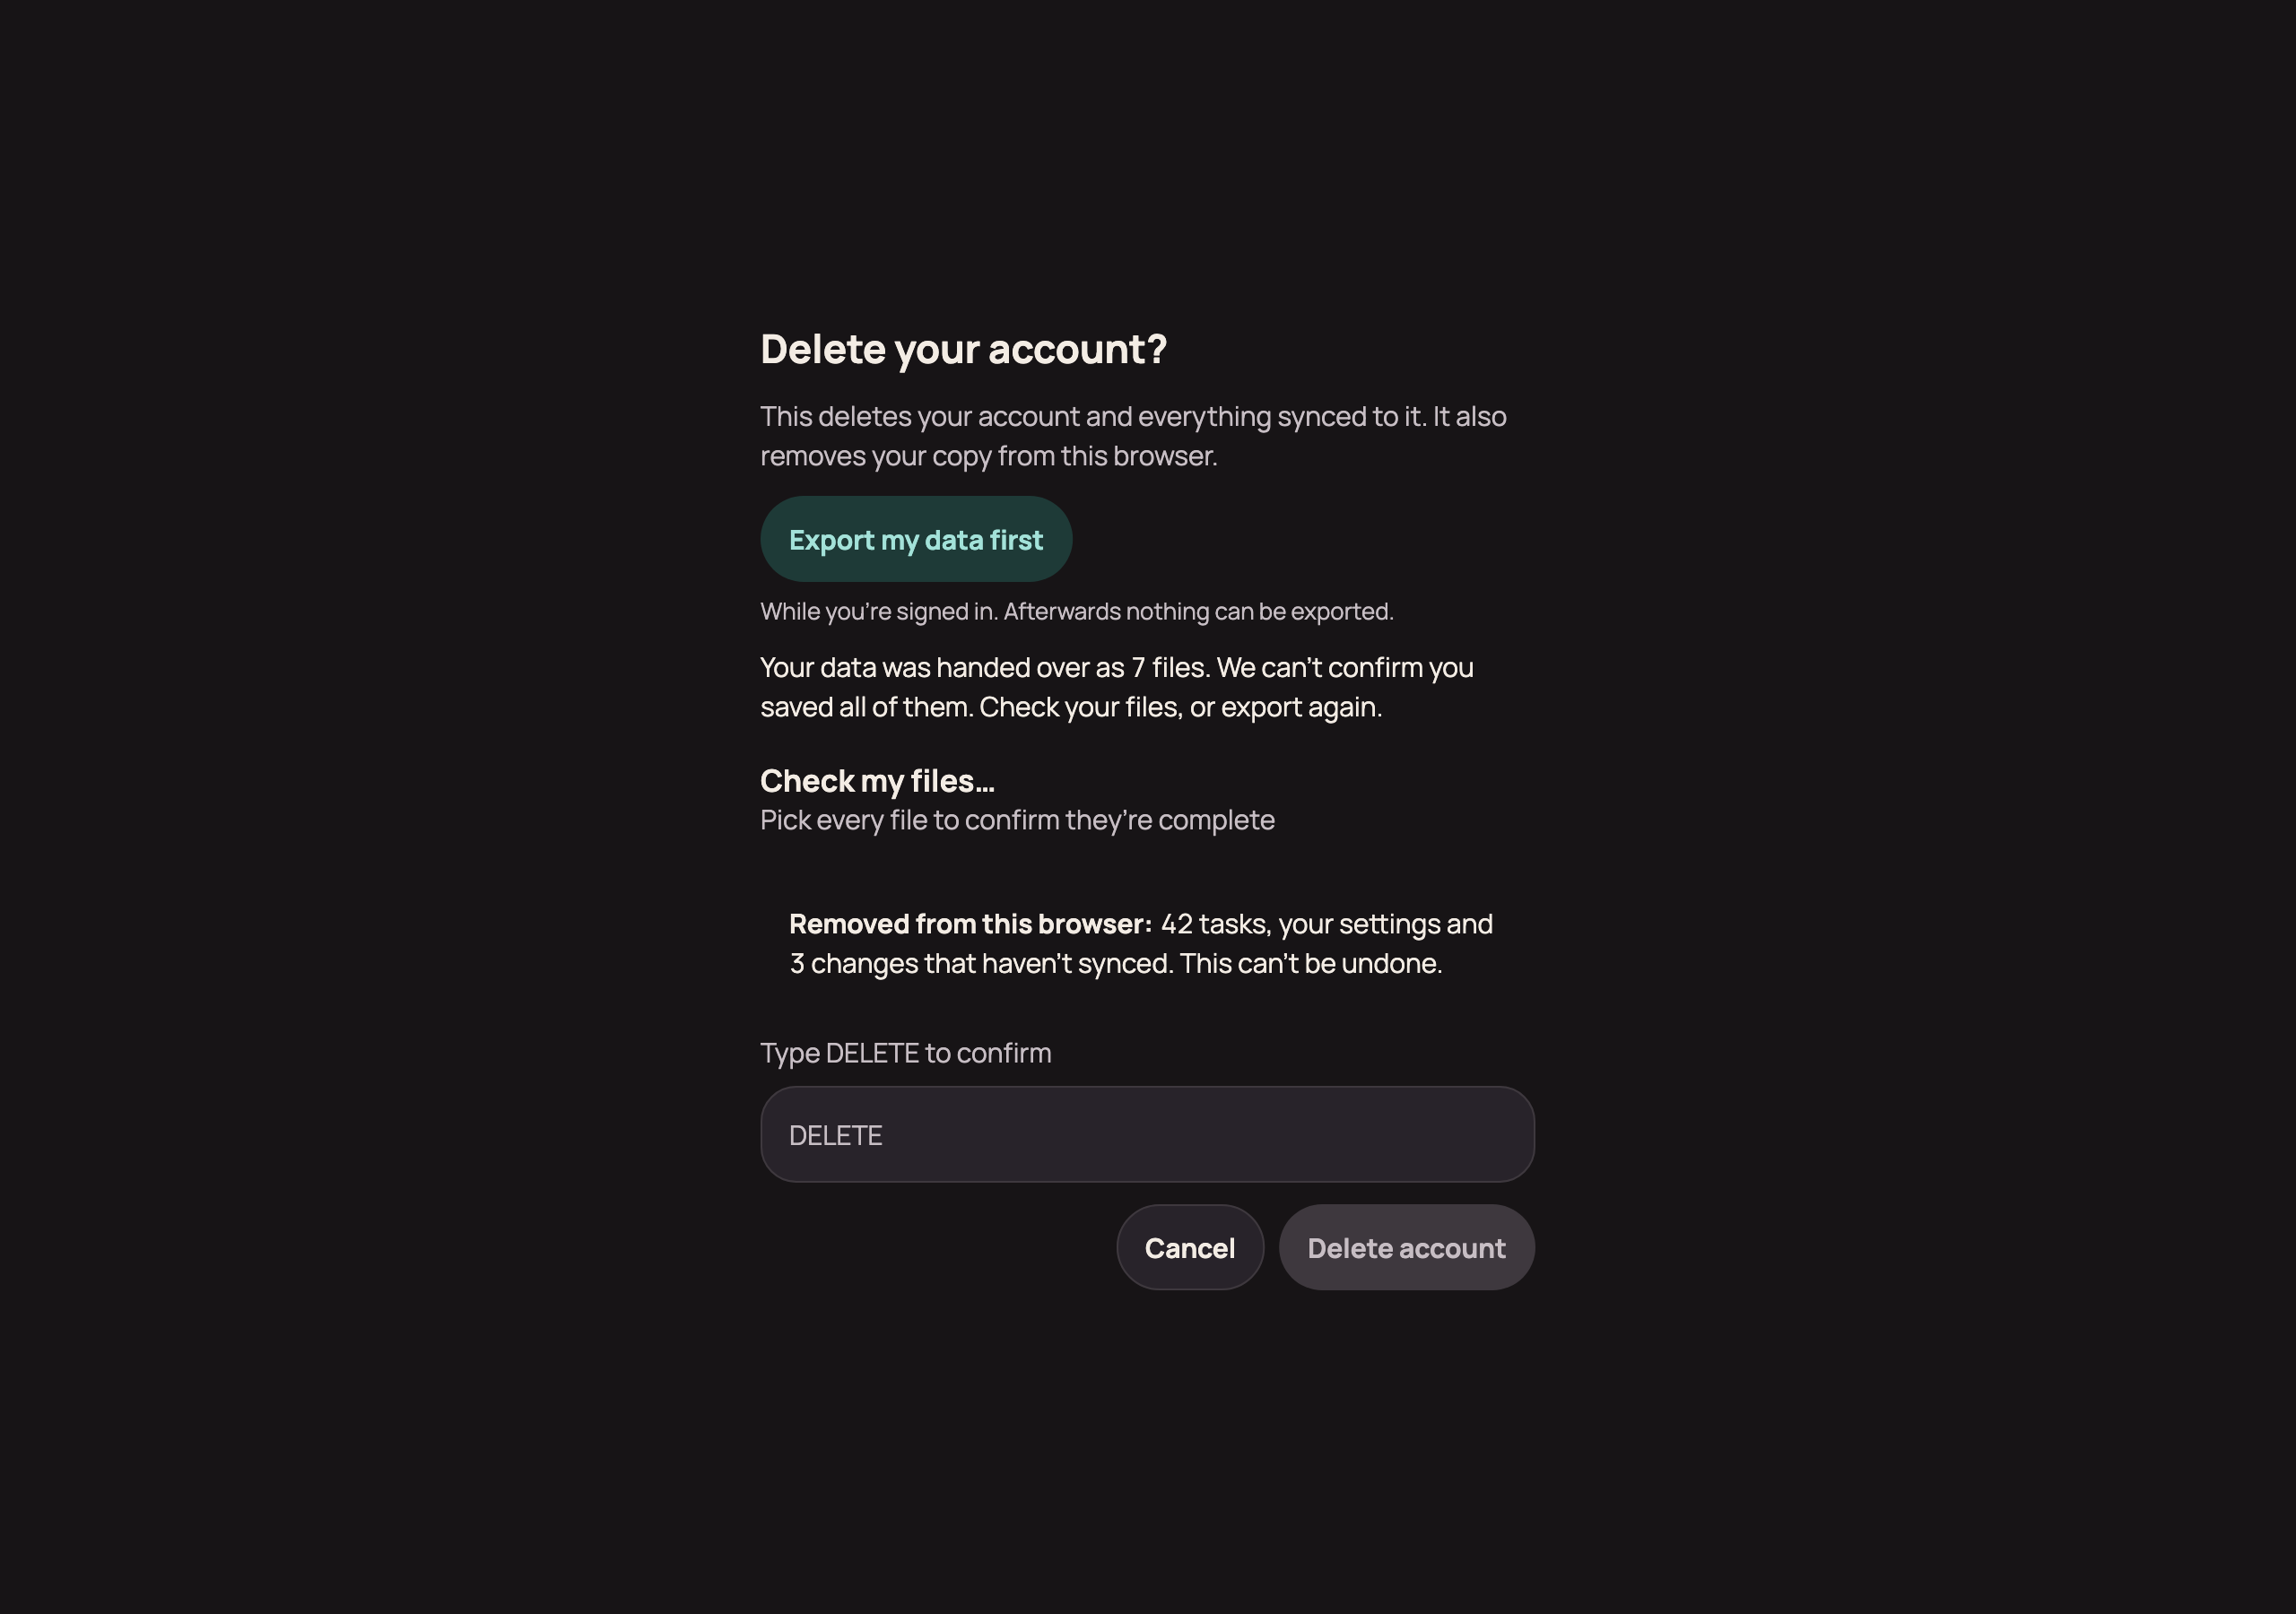 Delete your account?
This deletes your account and everything synced to it. It also
removes your copy from this browser.
Export my data first
While you’re signed in. Afterwards nothing can be exported.
Your data was handed over as 7 files. We can’t confirm you
saved all of them. Check your files, or export again.
Check my files…
Pick every file to confirm they’re complete
Removed from this browser: 42 tasks, your settings and
3 changes that haven’t synced. This can’t be undone.
Type DELETE to confirm
DELETE
Cancel
Delete account